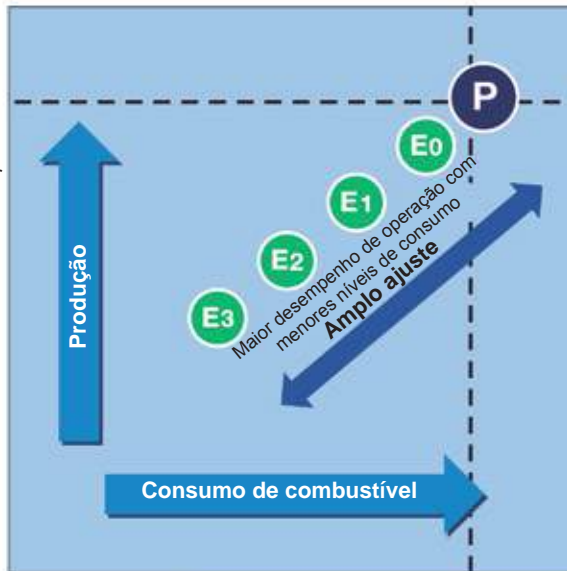 P
E0
E1
E2
E3
Produção
Maior desempenho de operação com
menores níveis de consumo
Amplo ajuste
Consumo de combustível